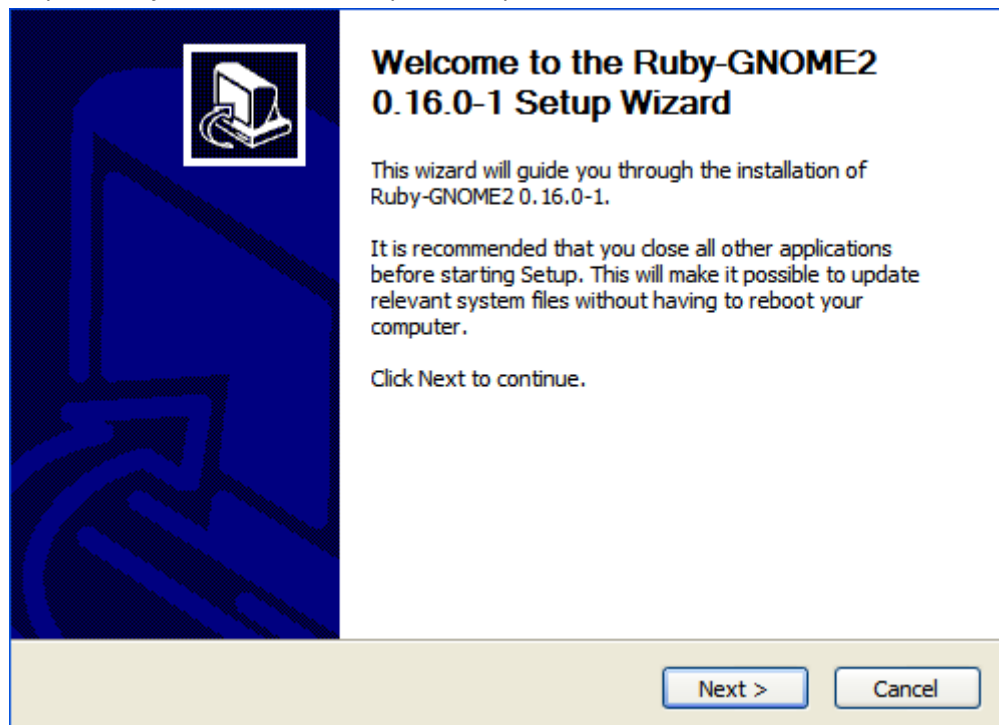 Welcome to the Ruby-GNOME2
0.16.0-1 Setup Wizard
This wizard will guide you through the installation of
Ruby-GNOME2 0.16.0-1.
It is recommended that you close all other applications
before starting Setup. This will make it possible to update
relevant system files without having to reboot your
computer.
Click Next to continue.
Next >
Cancel